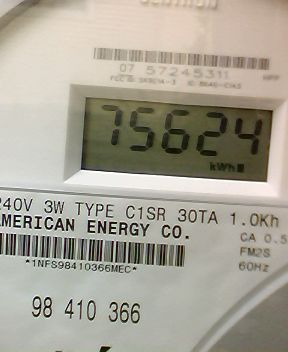 07 57245311
75624
kWh
240V 3W TYPE C1SR 30TA 1.0Kh
AMERICAN ENERGY CO.
CA 0.5
*1NFS98410366MEC*
FM2S
60Hz
98 410 366